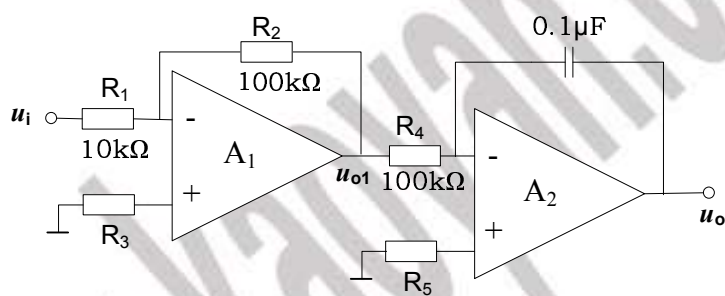 0.1μF
R2
100kΩ
R1
ui
10kΩ
-
A1
+
R3
R4
uo1
100kΩ
-
A2
+
uo
R5